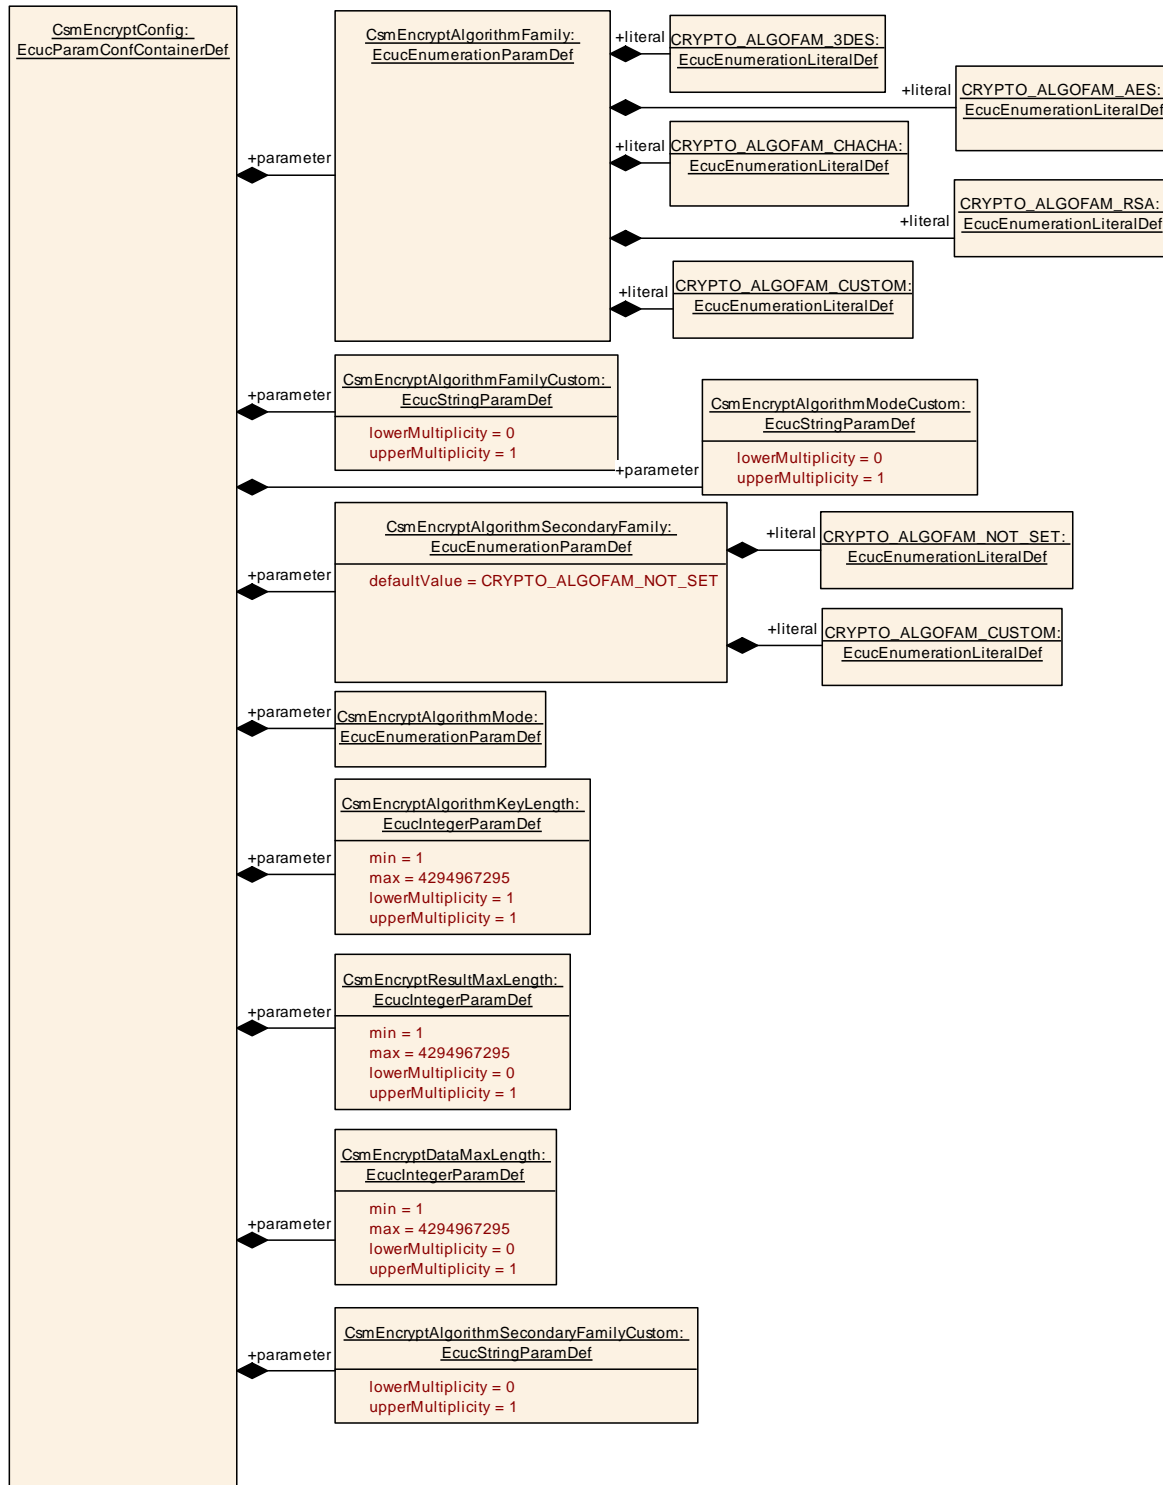 CsmEncryptConfig:
EcucParamConfContainerDef
+parameter
CsmEncryptAlgorithmFamily:
EcucEnumerationParamDef
+literal
CRYPTO_ALGOFAM_3DES:
EcucEnumerationLiteralDef
+literal
CRYPTO_ALGOFAM_AES:
EcucEnumerationLiteralDef
+literal
CRYPTO_ALGOFAM_CHACHA:
EcucEnumerationLiteralDef
+literal
CRYPTO_ALGOFAM_RSA:
EcucEnumerationLiteralDef
+literal
CRYPTO_ALGOFAM_CUSTOM:
EcucEnumerationLiteralDef
+parameter
CsmEncryptAlgorithmFamilyCustom:
EcucStringParamDef
lowerMultiplicity = 0
upperMultiplicity = 1
+parameter
CsmEncryptAlgorithmModeCustom:
EcucStringParamDef
lowerMultiplicity = 0
upperMultiplicity = 1
+parameter
CsmEncryptAlgorithmSecondaryFamily:
EcucEnumerationParamDef
defaultValue = CRYPTO_ALGOFAM_NOT_SET
+literal
CRYPTO_ALGOFAM_NOT_SET:
EcucEnumerationLiteralDef
+literal
CRYPTO_ALGOFAM_CUSTOM:
EcucEnumerationLiteralDef
+parameter
CsmEncryptAlgorithmMode:
EcucEnumerationParamDef
+parameter
CsmEncryptAlgorithmKeyLength:
EcucIntegerParamDef
min = 1
max = 4294967295
lowerMultiplicity = 1
upperMultiplicity = 1
+parameter
CsmEncryptResultMaxLength:
EcucIntegerParamDef
min = 1
max = 4294967295
lowerMultiplicity = 0
upperMultiplicity = 1
+parameter
CsmEncryptDataMaxLength:
EcucIntegerParamDef
min = 1
max = 4294967295
lowerMultiplicity = 0
upperMultiplicity = 1
+parameter
CsmEncryptAlgorithmSecondaryFamilyCustom:
EcucStringParamDef
lowerMultiplicity = 0
upperMultiplicity = 1